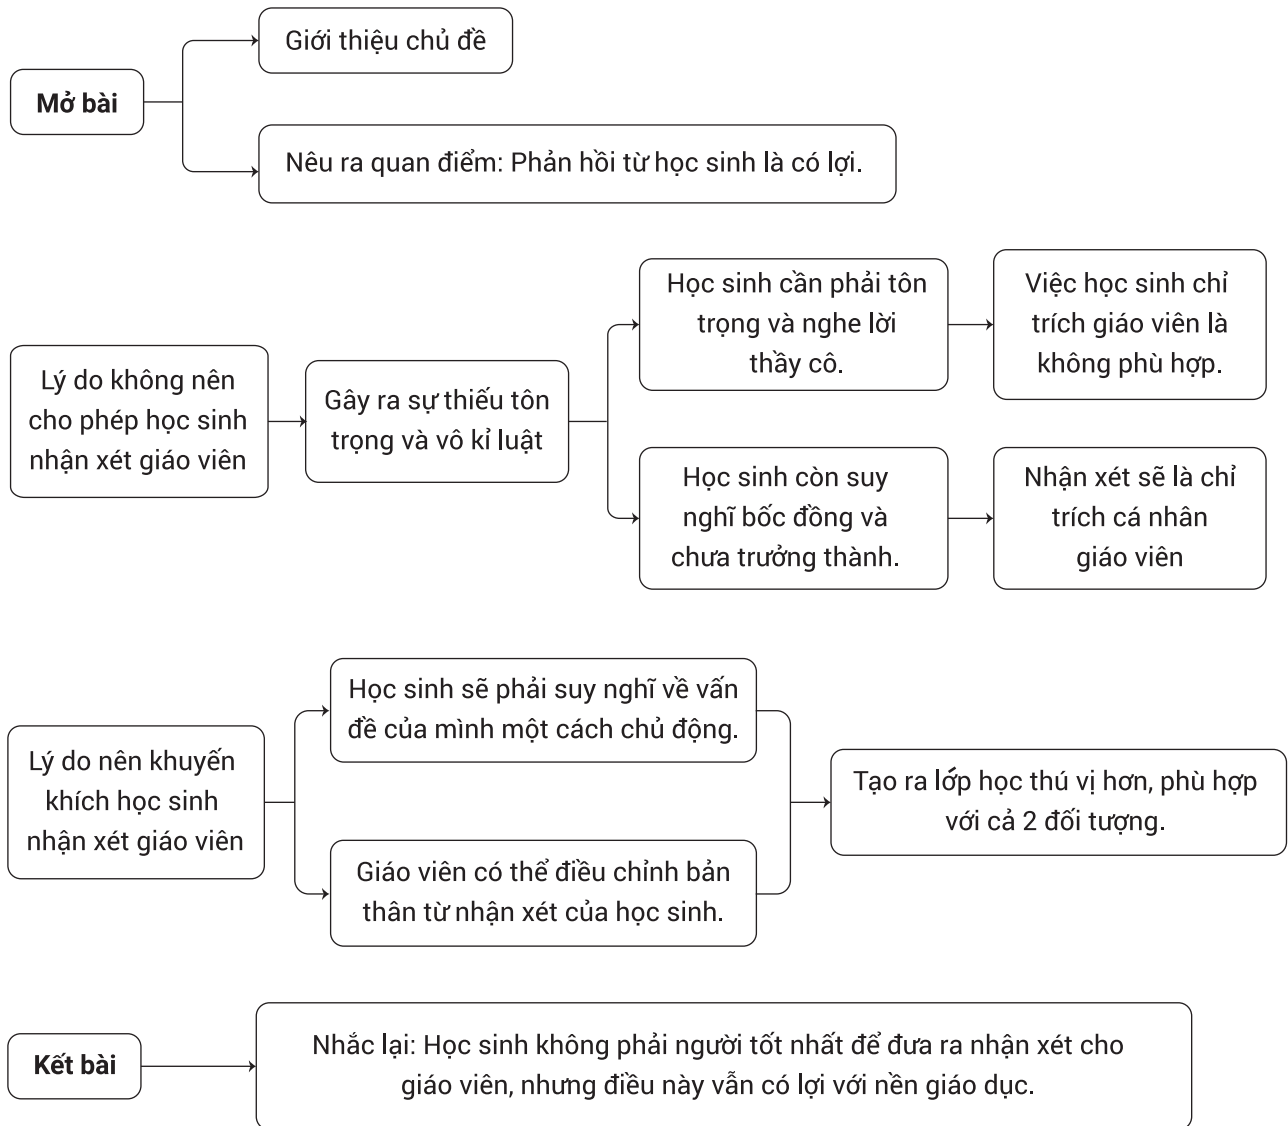 Mở bài
Giới thiệu chủ đề
Nêu ra quan điểm: Phản hồi từ học sinh là có lợi.
Lý do không nên
cho phép học sinh
nhận xét giáo viên
Gây ra sự thiếu tôn
trọng và vô kỉ luật
Học sinh cần phải tôn
trọng và nghe lời
thầy cô.
Việc học sinh chỉ
trích giáo viên là
không phù hợp.
Học sinh còn suy
nghĩ bốc đồng và
chưa trưởng thành.
Nhận xét sẽ là chỉ
trích cá nhân
giáo viên
Lý do nên khuyến
khích học sinh
nhận xét giáo viên
Học sinh sẽ phải suy nghĩ về vấn
đề của mình một cách chủ động.
Giáo viên có thể điều chỉnh bản
thân từ nhận xét của học sinh.
Tạo ra lớp học thú vị hơn, phù hợp
với cả 2 đối tượng.
Kết bài
Nhắc lại: Học sinh không phải người tốt nhất để đưa ra nhận xét cho
giáo viên, nhưng điều này vẫn có lợi với nền giáo dục.